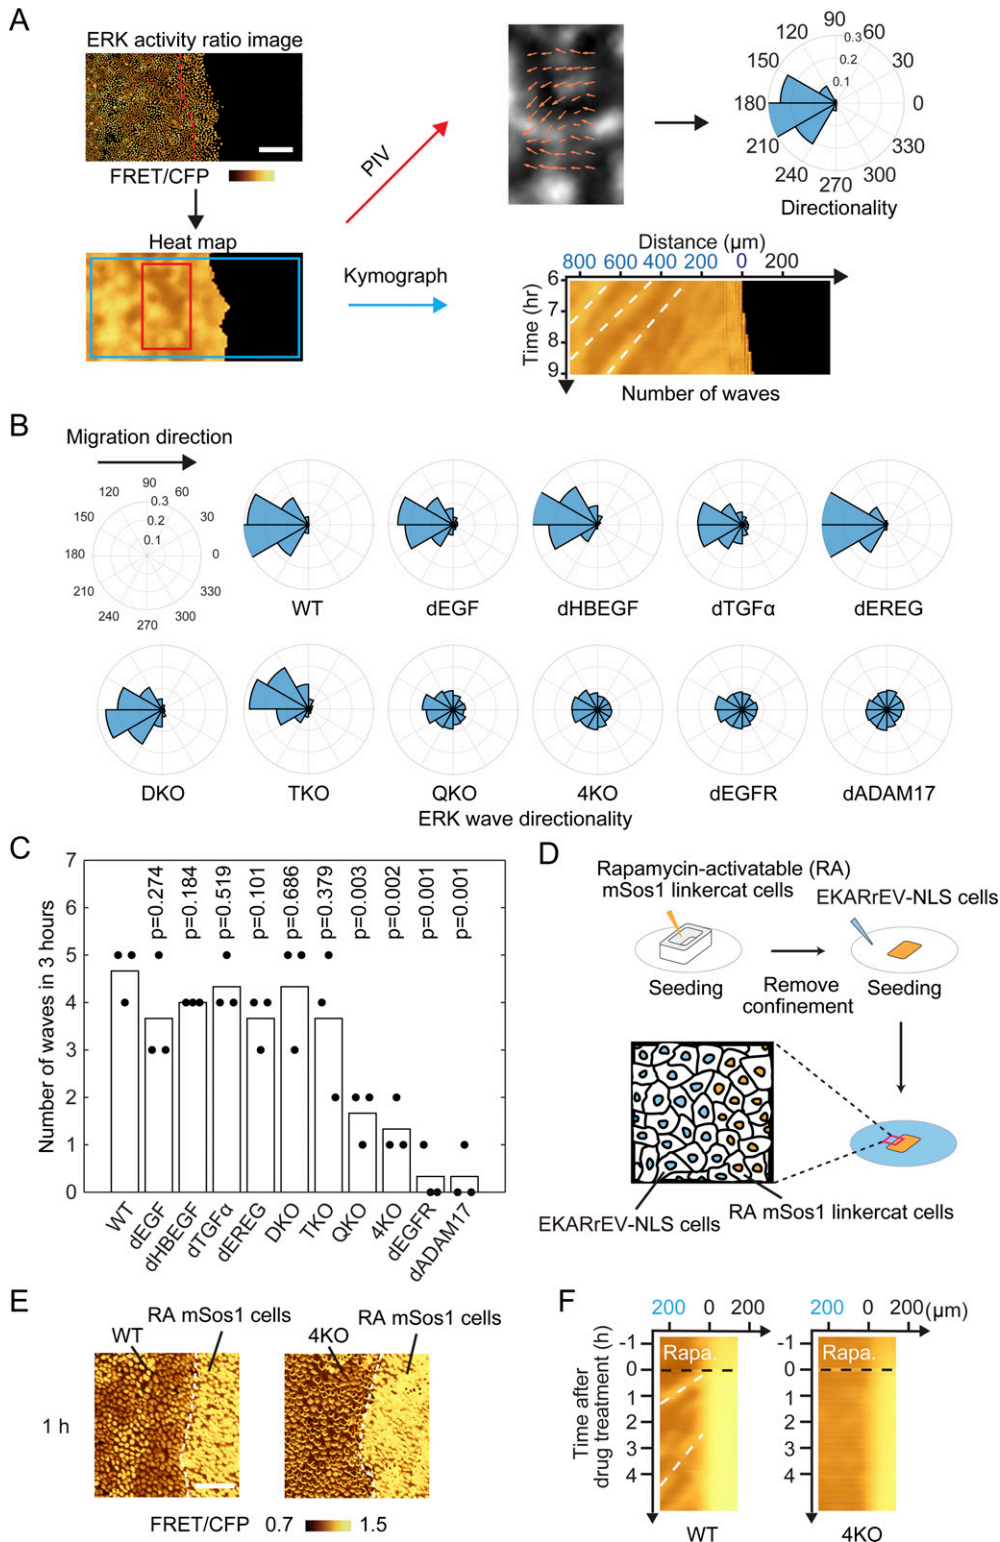 A
ERK activity ratio image
FRET/CFP
Heat map
PIV
Kymograph
90
120
60
150
30
180
0
210
330
240
300
270
0.3
0.2
0.1
Directionality
Distance (μm)
800 600 400 200 0 200
Time (hr)
6
7
8
9
Number of waves
B
Migration direction
90
120
60
0.3
150
0.2
30
0.1
180
0
210
330
240
300
270
WT
dEGF
dHBEGF
dTGFα
dEREG
DKO
TKO
QKO
4KO
dEGFR
dADAM17
ERK wave directionality
C
Number of waves in 3 hours
7
6
5
4
3
2
1
0
p=0.274
p=0.184
p=0.519
p=0.101
p=0.686
p=0.379
p=0.003
p=0.002
p=0.001
p=0.001
WT
dEGF
dHBEGF
dTGFα
dEREG
DKO
TKO
QKO
4KO
dEGFR
dADAM17
D
Rapamycin-activatable (RA)
mSos1 linkercat cells
EKARrEV-NLS cells
Seeding
Remove
confinement
Seeding
EKARrEV-NLS cells
RA mSos1 linkercat cells
E
RA mSos1 cells
WT
RA mSos1 cells
4KO
1 h
FRET/CFP 0.7 1.5
F
200 0 200
200 0 200 (μm)
Time after
drug treatment (h)
-1
0
1
2
3
4
Rapa.
WT
-1
0
1
2
3
4
Rapa.
4KO